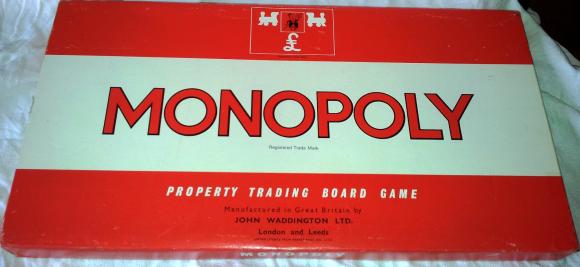 £
MONOPOLY
Registered Trade Mark
PROPERTY TRADING BOARD GAME
Manufactured in Great Britain by
JOHN WADDINGTON LTD.
London and Leeds
MONOPOLY